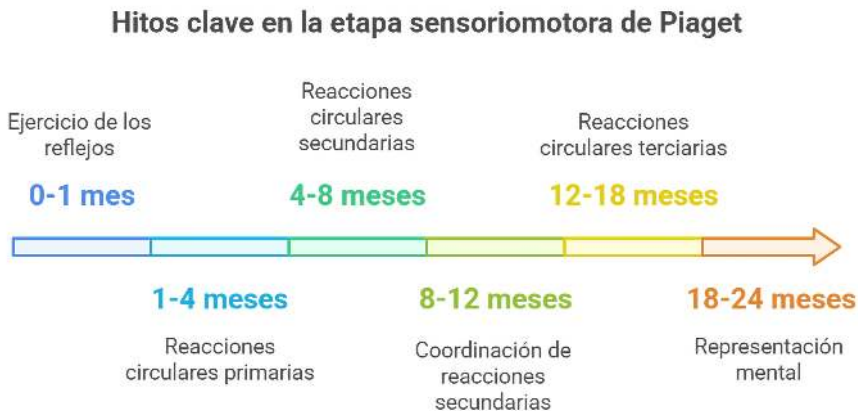 Hitos clave en la etapa sensoriomotora de Piaget
Ejercicio de los
reflejos
0-1 mes
1-4 meses
Reacciones
circulares primarias
Reacciones
circulares
secundarias
4-8 meses
8-12 meses
Coordinación de
reacciones
secundarias
Reacciones
circulares terciarias
12-18 meses
18-24 meses
Representación
mental